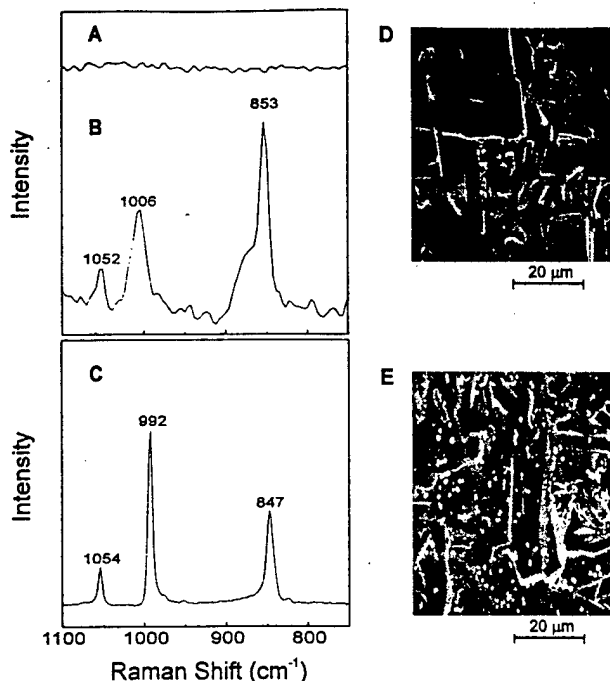 A
B
853
1006
1052
Intensity
C
992
847
1054
Intensity
1100
1000
900
800
Raman Shift (cm⁻¹)
D
20 µm
E
20 µm